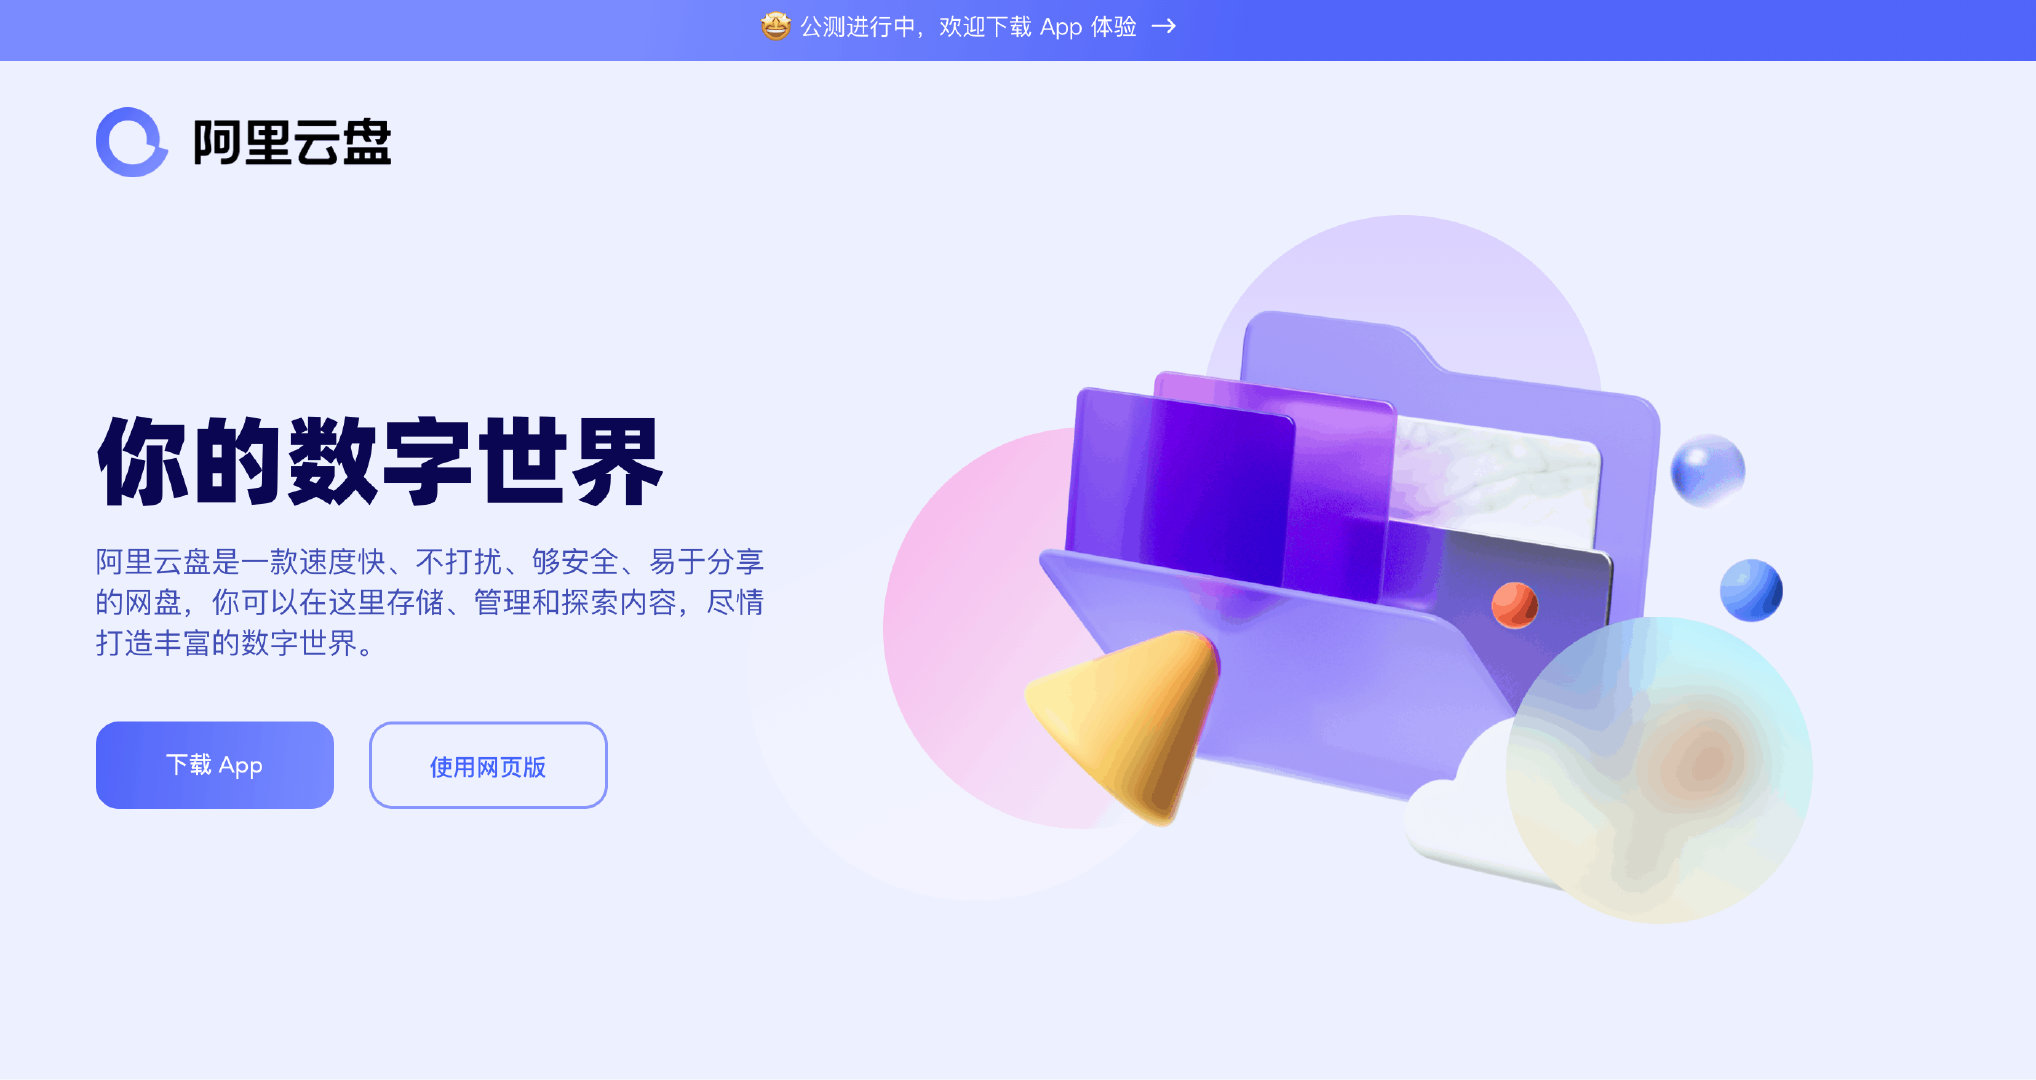 🤩 公测进行中，欢迎下载 App 体验 →
阿里云盘
你的数字世界
阿里云盘是一款速度快、不打扰、够安全、易于分享
的网盘，你可以在这里存储、管理和探索内容，尽情
打造丰富的数字世界。
下载 App
使用网页版